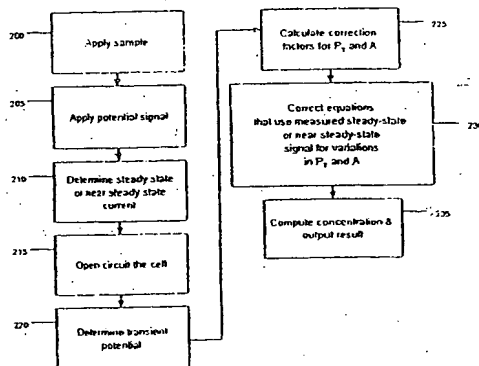 200
Apply sample
205
Apply potential signal
210
Determine steady state
or near steady state
current
215
Open circuit the cell
220
Determine transient
potential
225
Calculate correction
factors for P_T and A
Correct equations
that use measured steady-state
or near steady-state
signal for variations
in P_T and A
230
235
Compute concentration &
output result